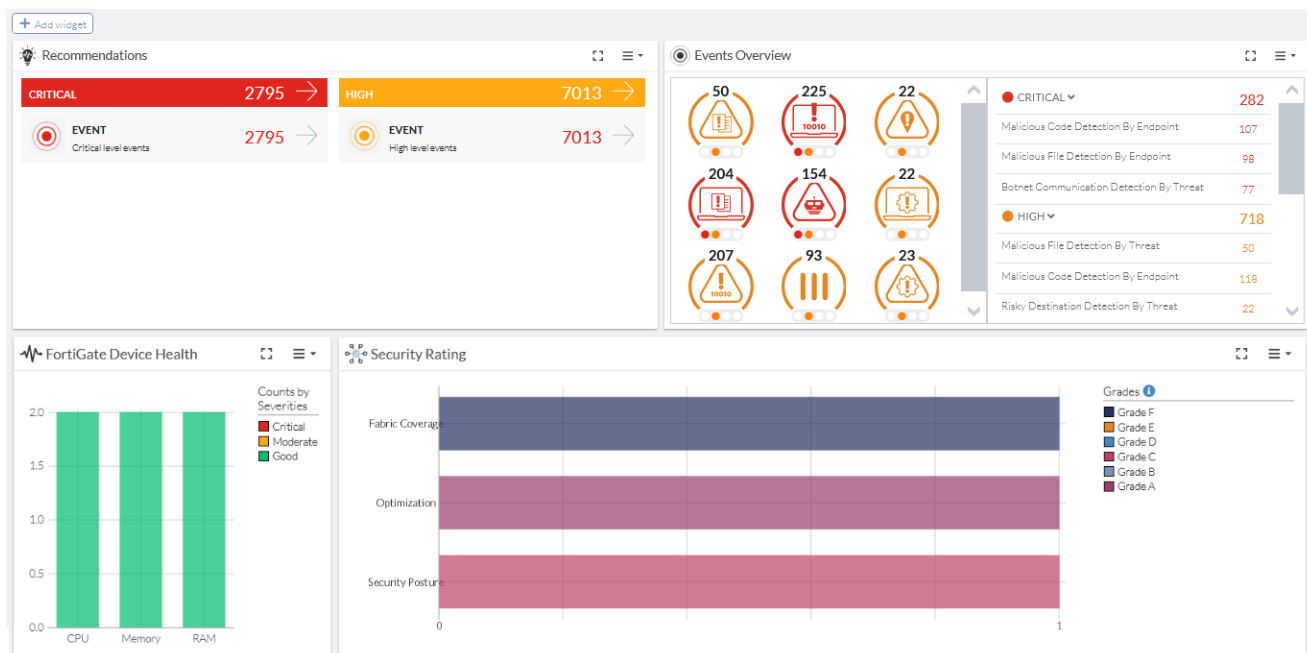 + Add widget
Recommendations
CRITICAL 2795
EVENT
Critical level events
2795
HIGH 7013
EVENT
High level events
7013
Events Overview
50 225 22
10010
204 154 22
207 93 23
10010
CRITICAL 282
Malicious Code Detection By Endpoint 107
Malicious File Detection By Endpoint 98
Botnet Communication Detection By Threat 77
HIGH 718
Malicious File Detection By Threat 50
Malicious Code Detection By Endpoint 118
Risky Destination Detection By Threat 22
FortiGate Device Health
2.0
1.5
1.0
0.5
0.0
CPU Memory RAM
Counts by
Severities
Critical
Moderate
Good
Security Rating
Fabric Coverage
Optimization
Security Posture
0 1
Grades
Grade F
Grade E
Grade D
Grade C
Grade B
Grade A